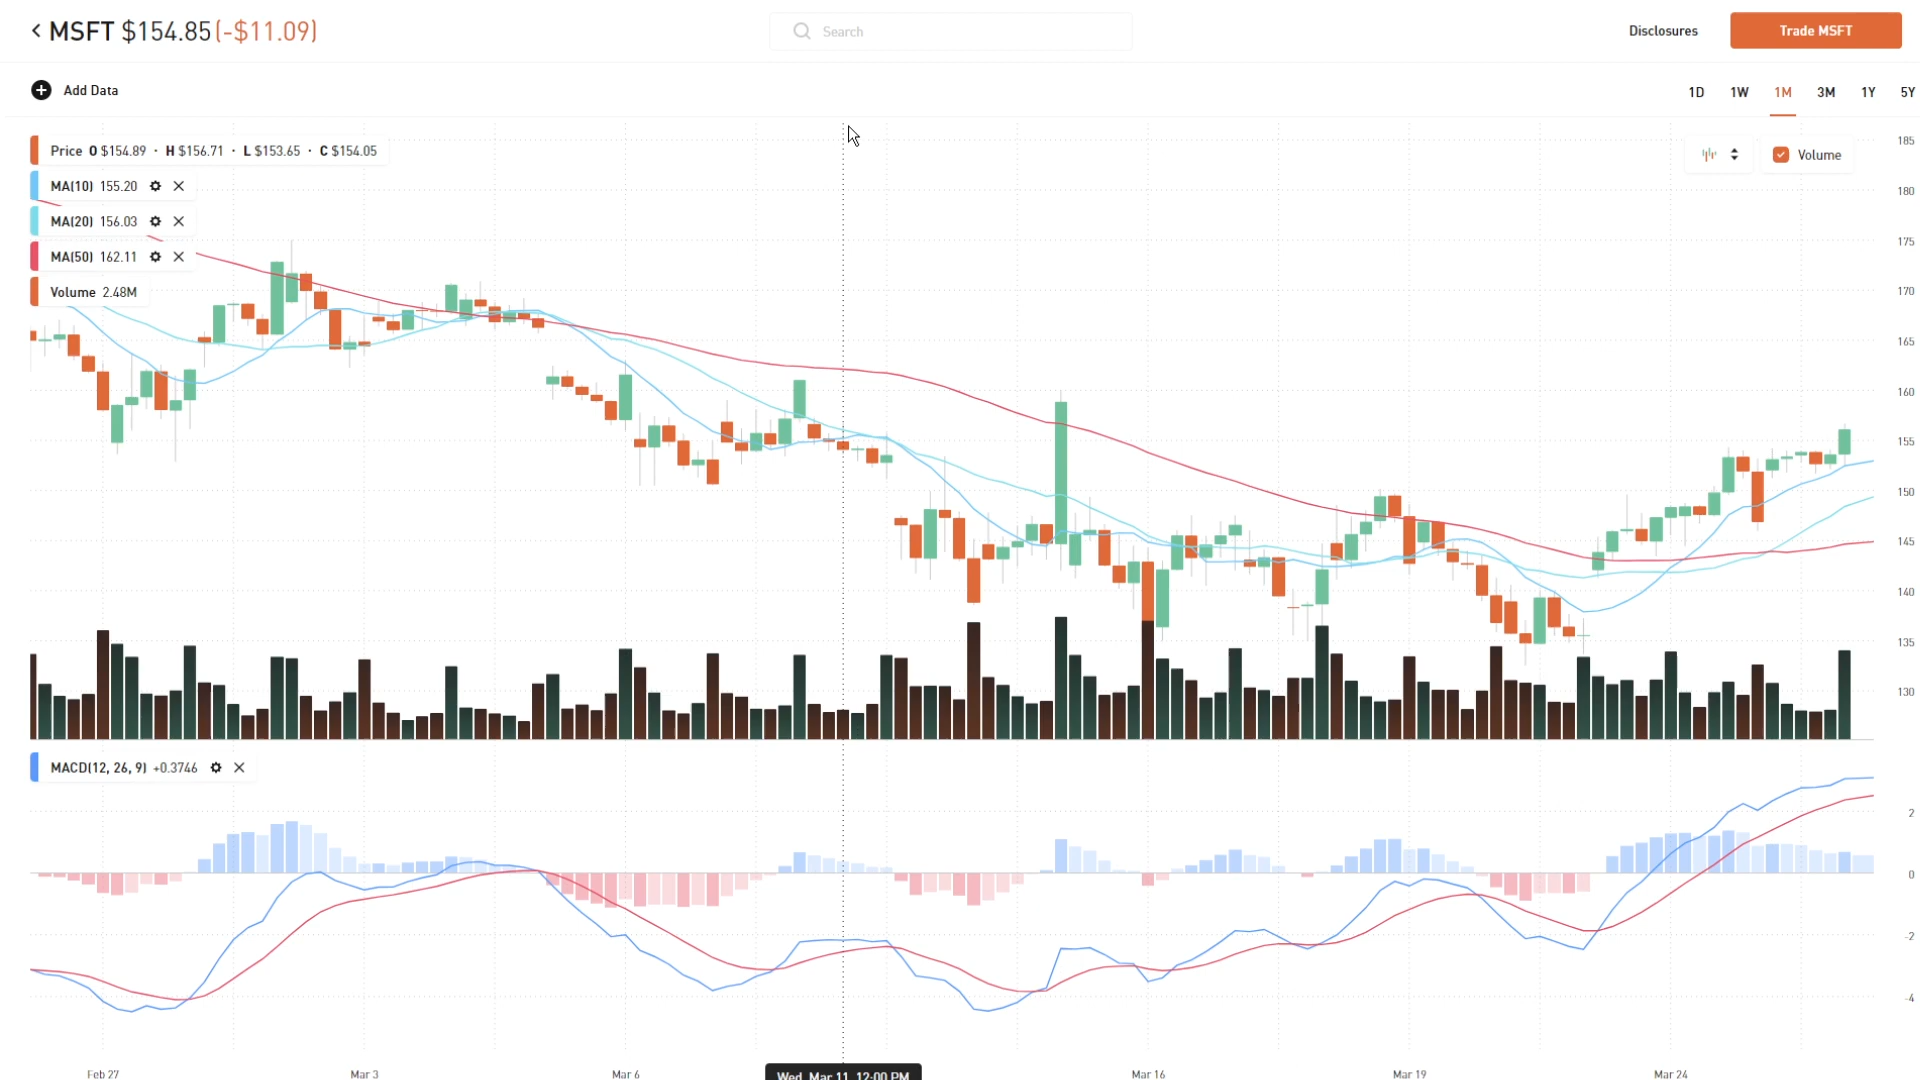 MSFT $154.85(-$11.09)
Search
Disclosures
Trade MSFT
Add Data
1D 1W 1M 3M 1Y 5Y
Price O $154.89 · H $156.71 · L $153.65 · C $154.05
Volume
MA(10) 155.20
MA(20) 156.03
MA(50) 162.11
Volume 2.48M
185
180
175
170
165
160
155
150
145
140
135
130
MACD(12, 26, 9) +0.3746
2
0
-2
-4
Feb 27
Mar 3
Mar 6
Wed, Mar 11, 12:00 PM
Mar 16
Mar 19
Mar 24